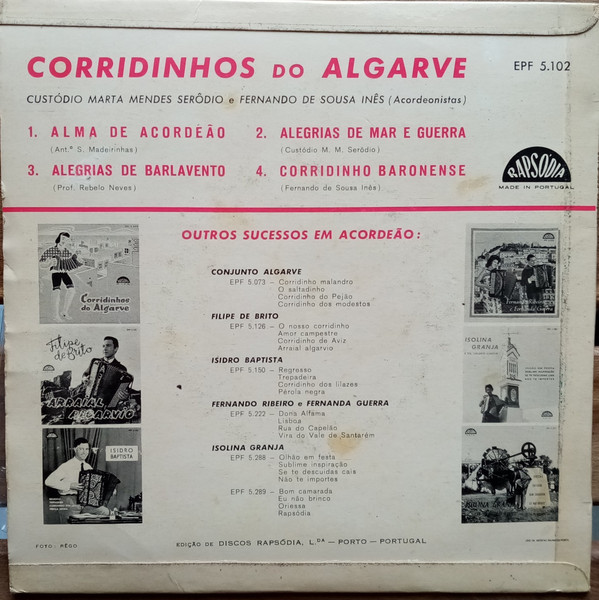 CORRIDINHOS DO ALGARVE
EPF 5.102
CUSTÓDIO MARTA MENDES SERÔDIO e FERNANDO DE SOUSA INÊS (Acordeonistas)
1. ALMA DE ACORDEÃO
(Ant.º S. Madeirinhas)
2. ALEGRIAS DE MAR E GUERRA
(Custódio M. M. Serôdio)
3. ALEGRIAS DE BARLAVENTO
(Prof. Rebelo Neves)
4. CORRIDINHO BARONENSE
(Fernando de Sousa Inês)
RAPSÓDIA
MADE IN PORTUGAL
OUTROS SUCESSOS EM ACORDEÃO:
CONJUNTO ALGARVE
EPF 5.073 — Corridinho malandro
O saltadinho
Corridinho do Pejão
Corridinho dos modestos
FILIPE DE BRITO
EPF 5.126 — O nosso corridinho
Amor campestre
Corridinho de Aviz
Arraial algarvio
ISIDRO BAPTISTA
EPF 5.150 — Regresso
Trepadeira
Corridinho dos lilazes
Pérola negra
FERNANDO RIBEIRO e FERNANDA GUERRA
EPF 5.222 — Doris Alfama
Lisboa
Rua do Capelão
Vira do Vale de Santarém
ISOLINA GRANJA
EPF 5.288 — Olhão em festa
Sublime inspiração
Se te descuidas cais
Não te importes
EPF 5.289 — Bom camarada
Eu não brinco
Oriessa
Rapsódia
Corridinhos
do Algarve
Filipe
de Brito
ARRAIAL
ALGARVIO
ISIDRO
BAPTISTA
ISOLINA
GRANJA
ISOLINA GRANJA
FOTO: RÊGO
EDIÇÃO DE DISCOS RAPSÓDIA, L.DA — PORTO — PORTUGAL